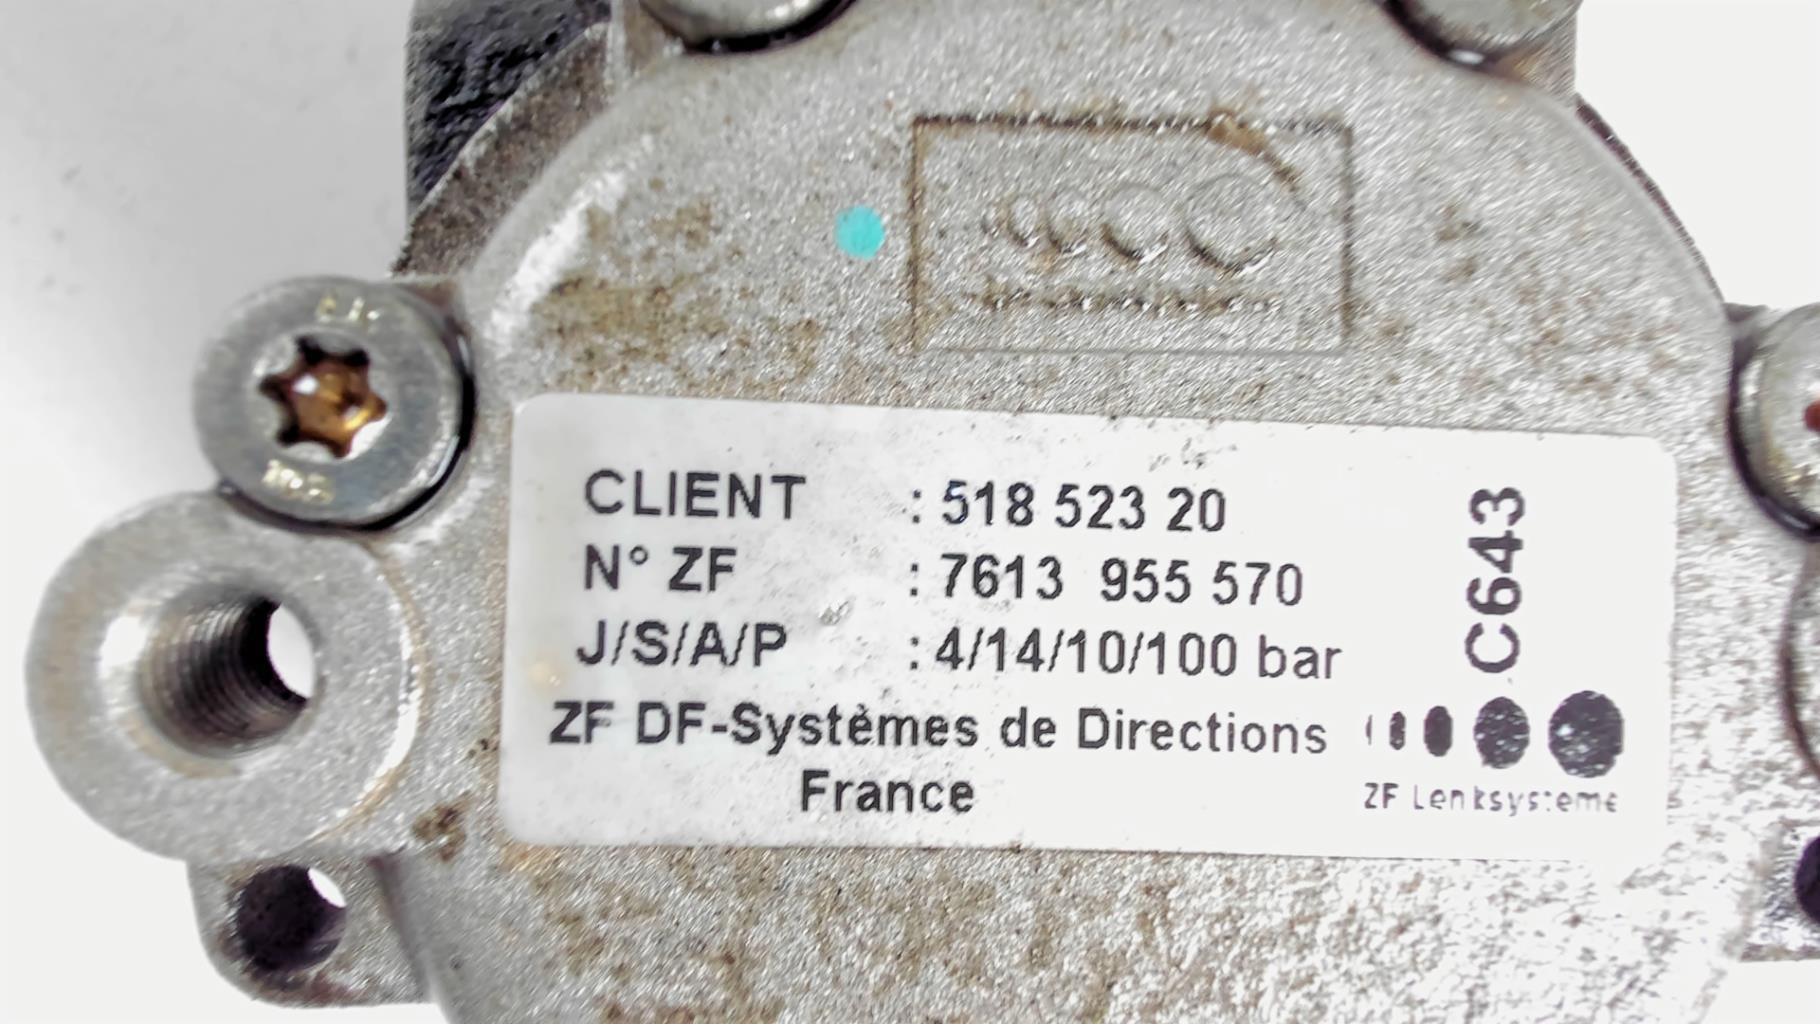 CLIENT : 518 523 20
N° ZF : 7613 955 570
J/S/A/P : 4/14/10/100 bar
ZF DF-Systèmes de Directions
France
C643
ZF Lenksysteme